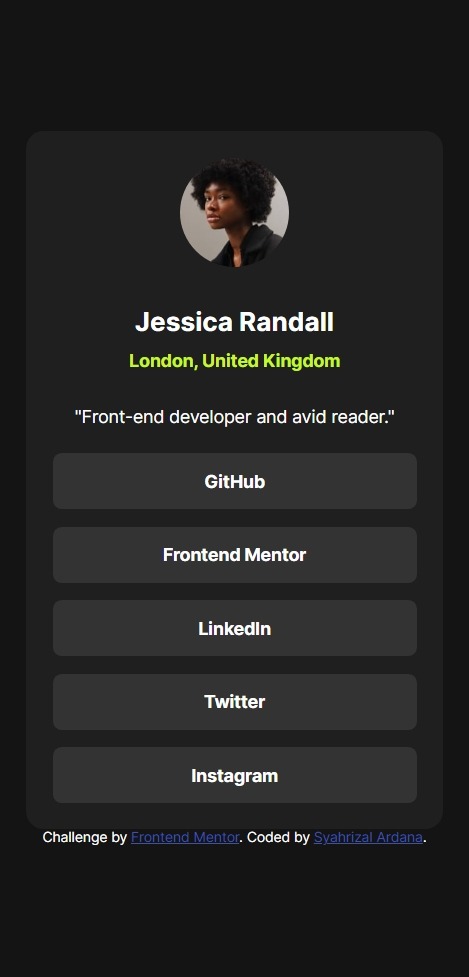 Jessica Randall
London, United Kingdom
"Front-end developer and avid reader."
GitHub
Frontend Mentor
LinkedIn
Twitter
Instagram
Challenge by Frontend Mentor. Coded by Syahrizal Ardana.